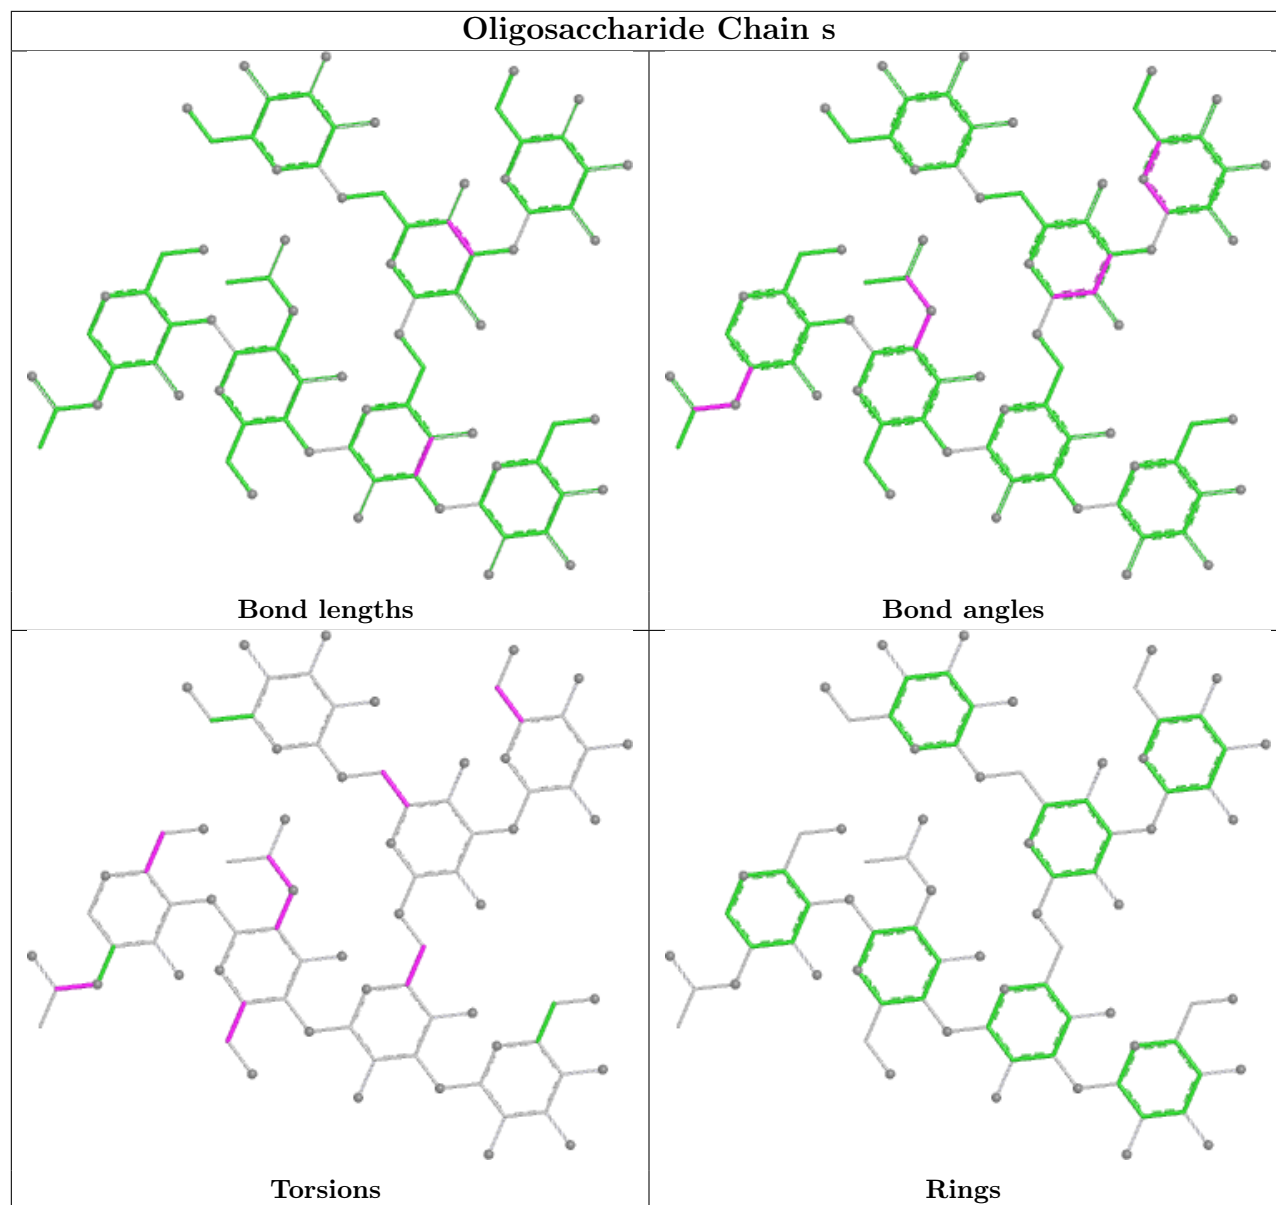 Oligosaccharide Chain s
Bond lengths
Bond angles
Torsions
Rings